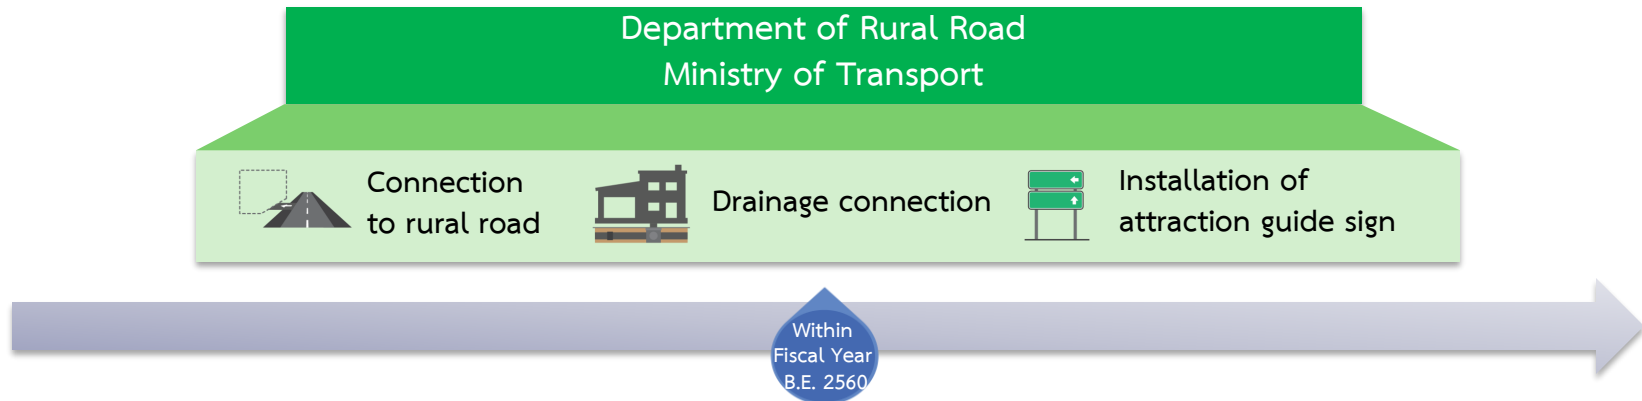 Department of Rural Road
Ministry of Transport
Connection
to rural road
Drainage connection
Installation of
attraction guide sign
Within
Fiscal Year
B.E. 2560